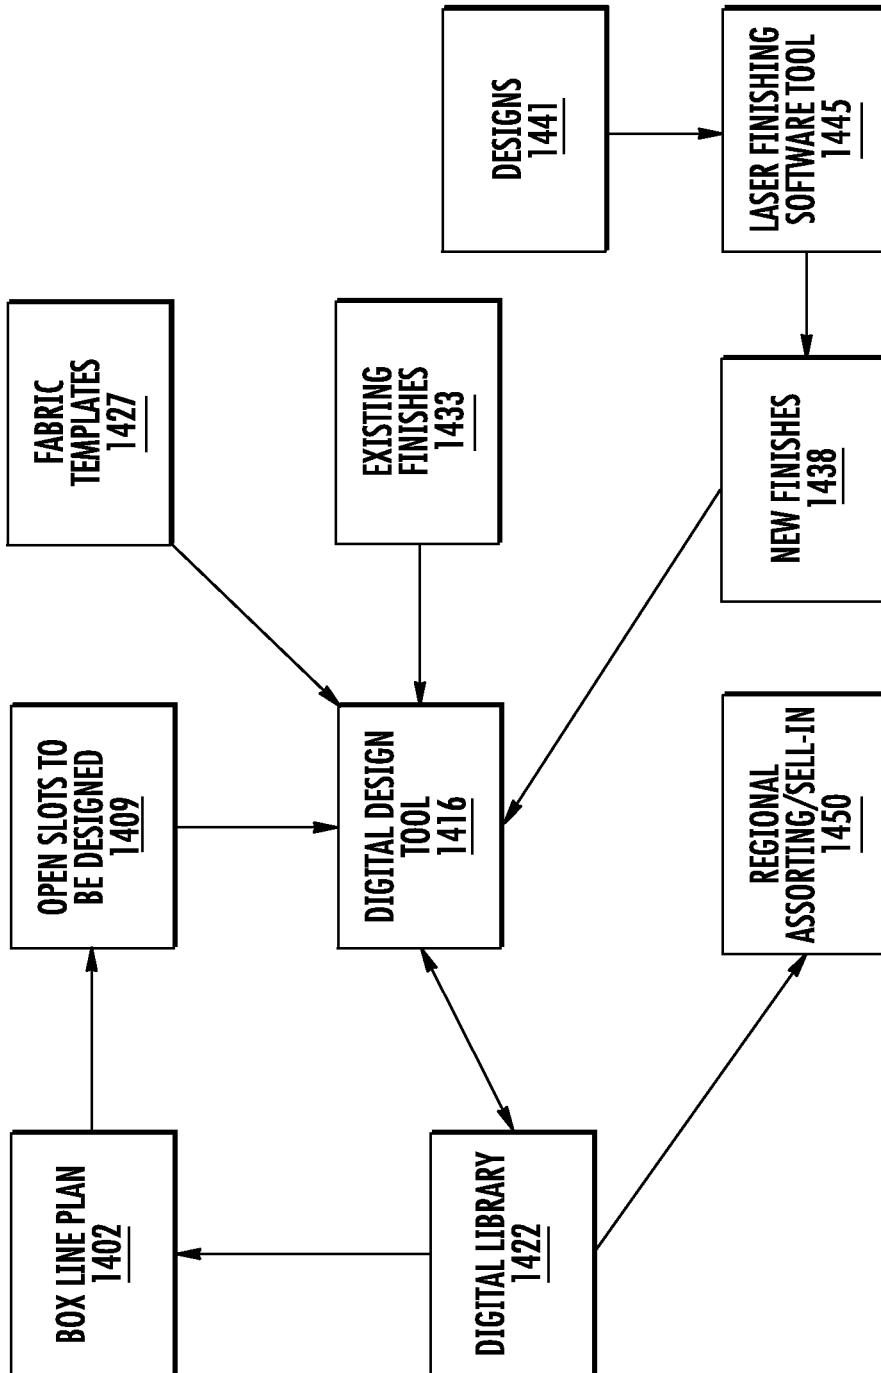 BOX LINE PLAN
1402
OPEN SLOTS TO
BE DESIGNED
1409
FABRIC
TEMPLATES
1427
DIGITAL LIBRARY
1422
DIGITAL DESIGN
TOOL
1416
EXISTING
FINISHES
1433
DESIGNS
1441
REGIONAL
ASSORTING/SELL-IN
1450
NEW FINISHES
1438
LASER FINISHING
SOFTWARE TOOL
1445